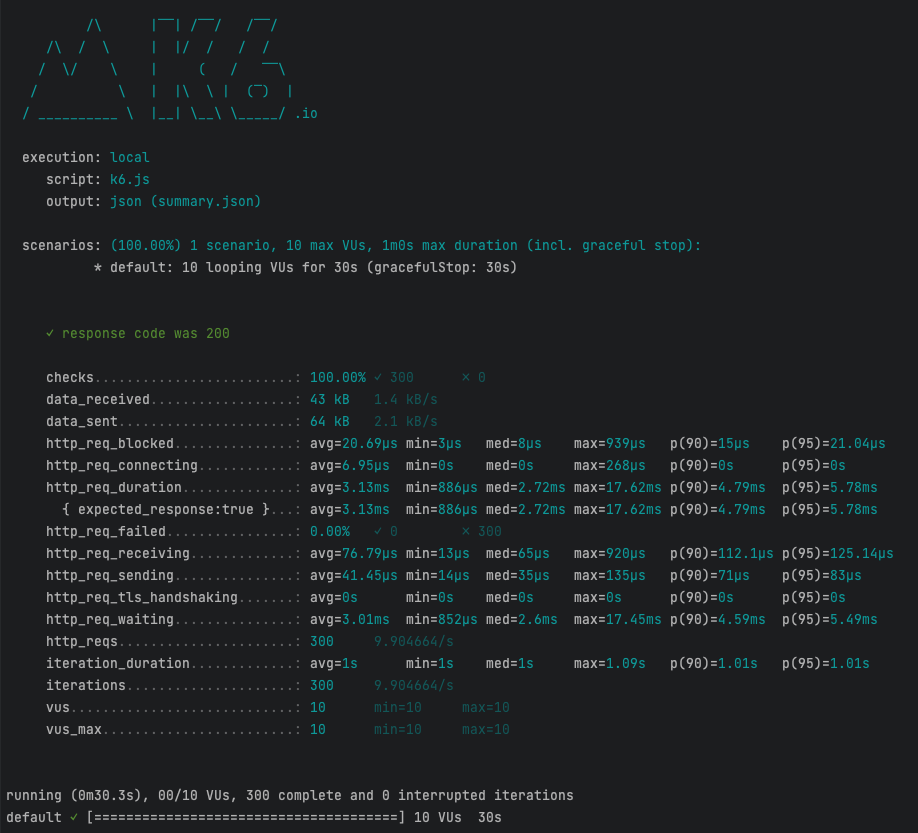 /\      |‾‾| /‾‾/   /‾‾/
     /\  /  \     |  |/  /   /  /
    /  \/    \    |     (   /   ‾‾\
   /          \   |  |\  \ |  (‾)  |
  / __________ \  |__| \__\ \_____/ .io

  execution: local
     script: k6.js
     output: json (summary.json)

  scenarios: (100.00%) 1 scenario, 10 max VUs, 1m0s max duration (incl. graceful stop):
           * default: 10 looping VUs for 30s (gracefulStop: 30s)

     ✓ response code was 200

     checks.........................: 100.00% ✓ 300      ✗ 0
     data_received..................: 43 kB   1.4 kB/s
     data_sent......................: 64 kB   2.1 kB/s
     http_req_blocked...............: avg=20.69µs min=3µs   med=8µs    max=939µs   p(90)=15µs    p(95)=21.04µs
     http_req_connecting............: avg=6.95µs  min=0s    med=0s     max=268µs   p(90)=0s      p(95)=0s
     http_req_duration..............: avg=3.13ms  min=886µs med=2.72ms max=17.62ms p(90)=4.79ms  p(95)=5.78ms
       { expected_response:true }...: avg=3.13ms  min=886µs med=2.72ms max=17.62ms p(90)=4.79ms  p(95)=5.78ms
     http_req_failed................: 0.00%   ✓ 0        ✗ 300
     http_req_receiving.............: avg=76.79µs min=13µs  med=65µs   max=920µs   p(90)=112.1µs p(95)=125.14µs
     http_req_sending...............: avg=41.45µs min=14µs  med=35µs   max=135µs   p(90)=71µs    p(95)=83µs
     http_req_tls_handshaking.......: avg=0s      min=0s    med=0s     max=0s      p(90)=0s      p(95)=0s
     http_req_waiting...............: avg=3.01ms  min=852µs med=2.6ms  max=17.45ms p(90)=4.59ms  p(95)=5.49ms
     http_reqs......................: 300     9.904664/s
     iteration_duration.............: avg=1s      min=1s    med=1s     max=1.09s   p(90)=1.01s   p(95)=1.01s
     iterations.....................: 300     9.904664/s
     vus............................: 10      min=10     max=10
     vus_max........................: 10      min=10     max=10

running (0m30.3s), 00/10 VUs, 300 complete and 0 interrupted iterations
default ✓ [======================================] 10 VUs  30s